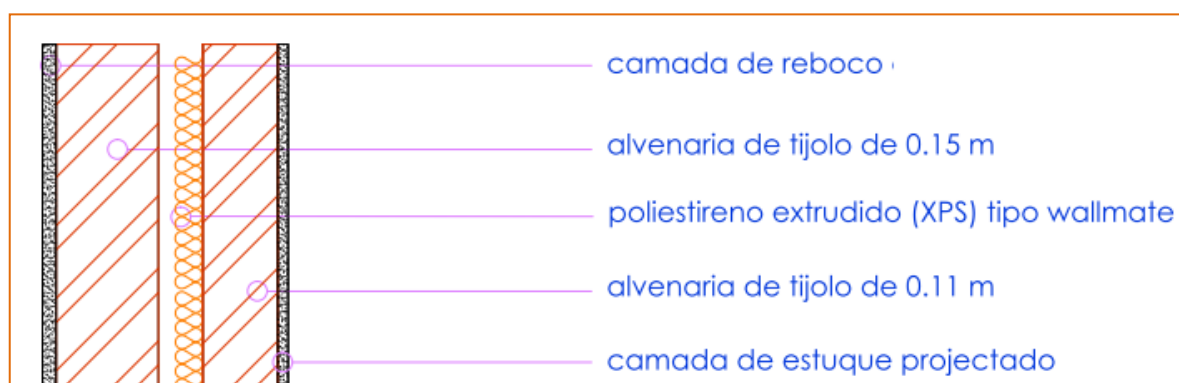 camada de reboco
alvenaria de tijolo de 0.15 m
poliestireno extrudido (XPS) tipo wallmate
alvenaria de tijolo de 0.11 m
camada de estuque projectado